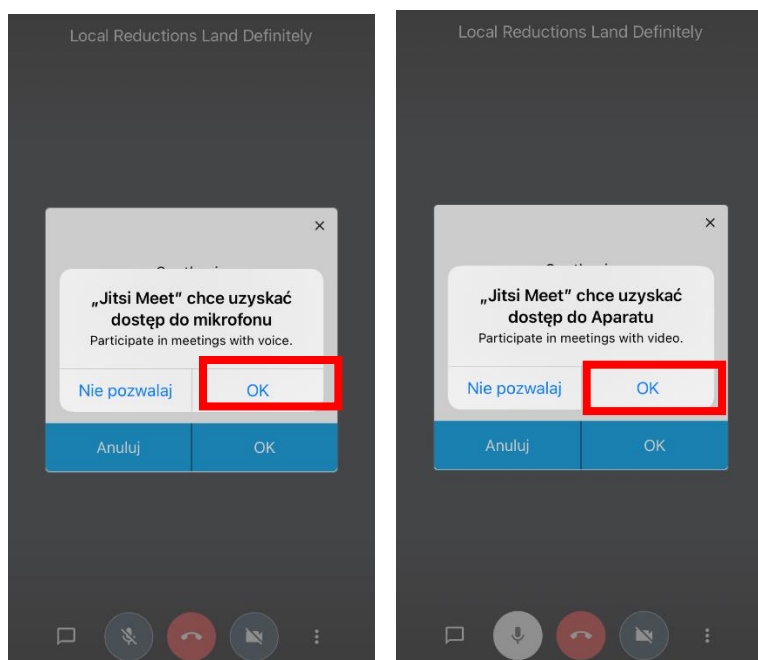 Local Reductions Land Definitely
„Jitsi Meet” chce uzyskać
dostęp do mikrofonu
Participate in meetings with voice.
Nie pozwalaj
OK
Anuluj
OK
Local Reductions Land Definitely
„Jitsi Meet” chce uzyskać
dostęp do Aparatu
Participate in meetings with video.
Nie pozwalaj
OK
Anuluj
OK